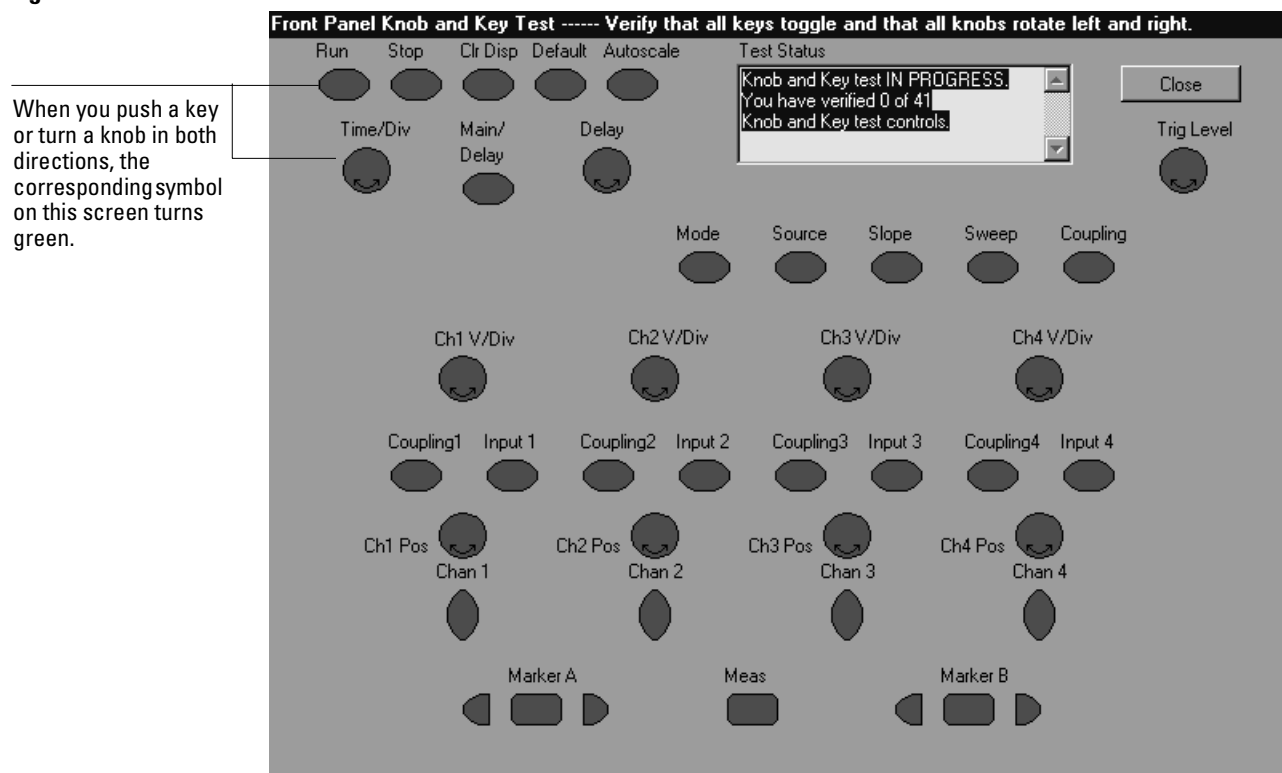 Front Panel Knob and Key Test ------ Verify that all keys toggle and that all knobs rotate left and right.
Run Stop Clr Disp Default Autoscale Test Status
Knob and Key test IN PROGRESS.
You have verified 0 of 41
Knob and Key test controls.
Close
When you push a key
or turn a knob in both
directions, the
corresponding symbol
on this screen turns
green.
Time/Div Main/ Delay Trig Level
Delay
Mode Source Slope Sweep Coupling
Ch1 V/Div Ch2 V/Div Ch3 V/Div Ch4 V/Div
Coupling1 Input 1 Coupling2 Input 2 Coupling3 Input 3 Coupling4 Input 4
Ch1 Pos Ch2 Pos Ch3 Pos Ch4 Pos
Chan 1 Chan 2 Chan 3 Chan 4
Marker A Meas Marker B